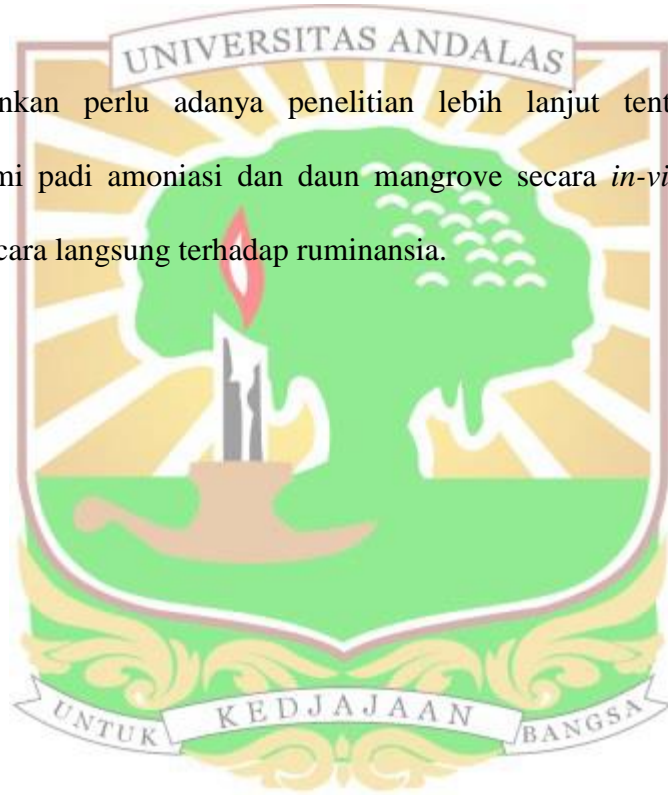 UNIVERSITAS ANDALAS
nkan perlu adanya penelitian lebih lanjut tent
mi padi amoniasi dan daun mangrove secara in-vi
cara langsung terhadap ruminansia.
UNTUK KEDJAJAAN BANGSA